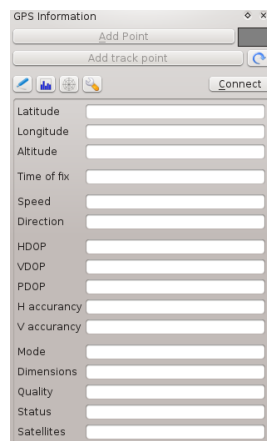 GPS Information
Add Point
Add track point
Connect
Latitude
Longitude
Altitude
Time of fix
Speed
Direction
HDOP
VDOP
PDOP
H accurancy
V accurancy
Mode
Dimensions
Quality
Status
Satellites